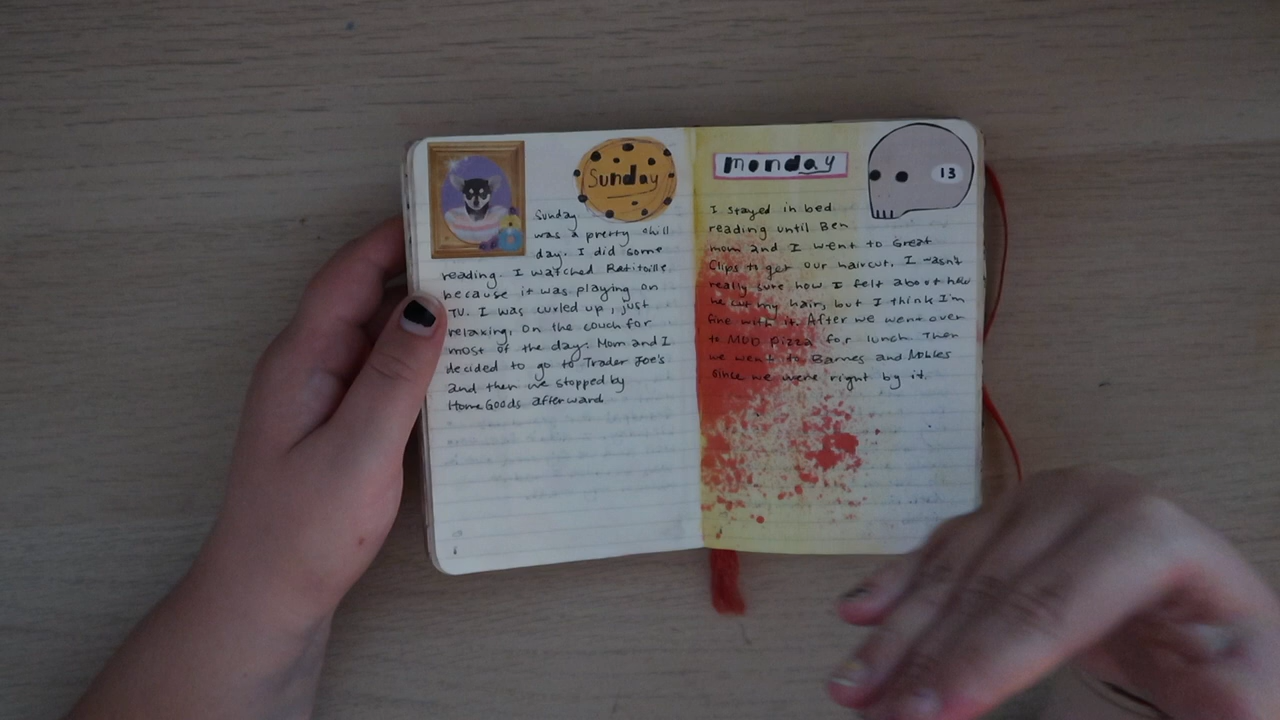 Sunday
Sunday
was a pretty chill
day. I did some
reading. I watched Ratitoille
because it was playing on
TV. I was curled up, just
relaxing, on the couch for
most of the day. Mom and I
decided to go to Trader Joe's
and then we stopped by
HomeGoods afterward
monday
13
I stayed in bed
reading until Ben
mom and I went to Great
Clips to get our haircut. I wasn't
really sure how I felt about how
he cut my hair, but I think I'm
fine with it. After we went over
to MOD pizza for lunch. Then
we went to Barnes and Nobles
since we were right by it.